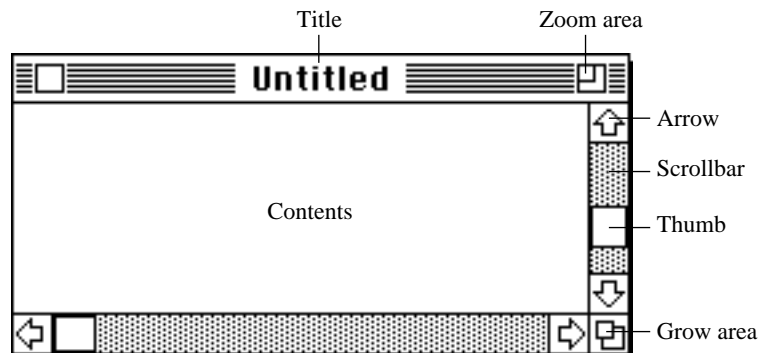 Title
Zoom area
Untitled
Arrow
Scrollbar
Contents
Thumb
Grow area